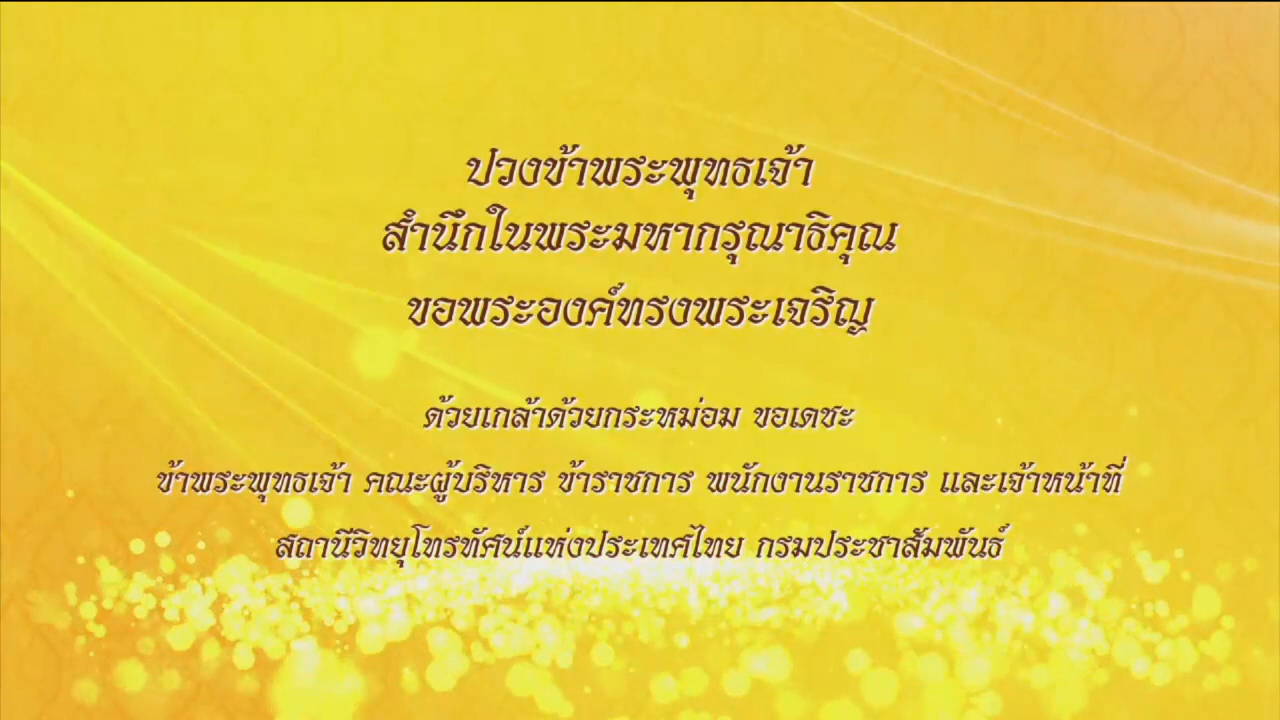 ปวงข้าพระพุทธเจ้า
สำนึกในพระมหากรุณาธิคุณ
ขอพระองค์ทรงพระเจริญ
ด้วยเกล้าด้วยกระหม่อม ขอเดชะ
ข้าพระพุทธเจ้า คณะผู้บริหาร ข้าราชการ พนักงานราชการ และเจ้าหน้าที่
สถานีวิทยุโทรทัศน์แห่งประเทศไทย กรมประชาสัมพันธ์